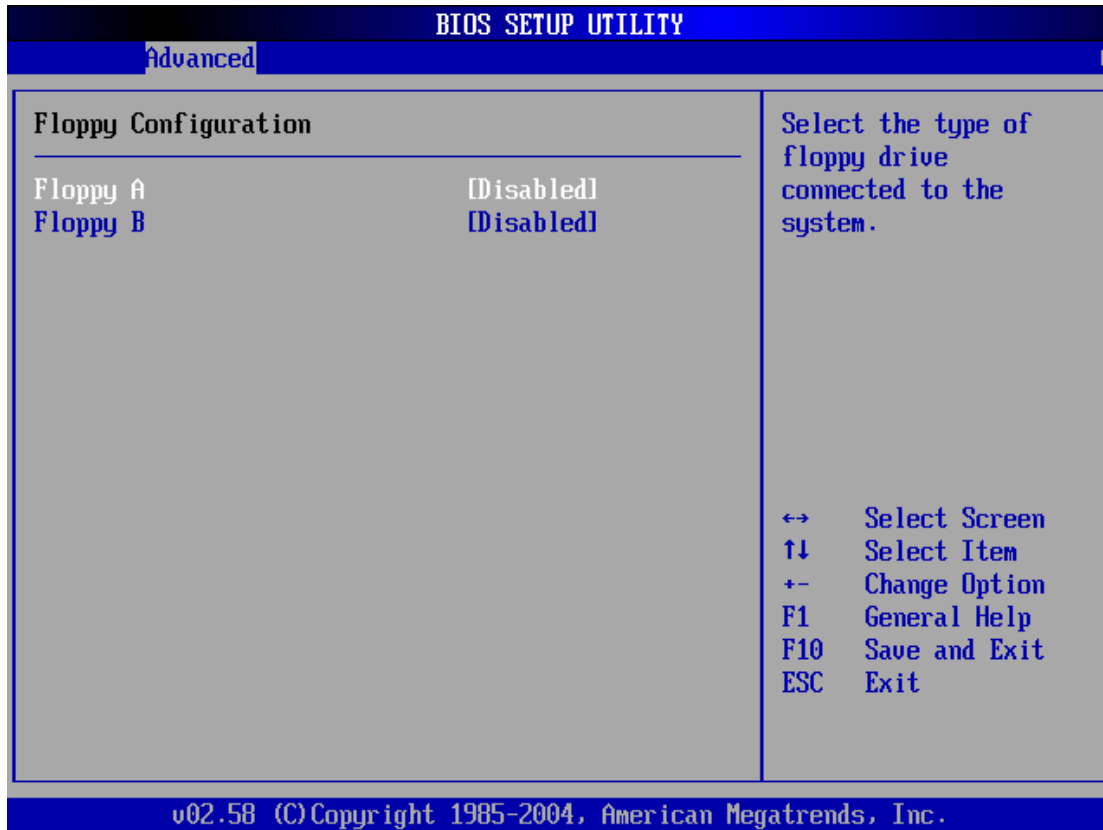 BIOS SETUP UTILITY
Advanced
Floppy Configuration
Floppy A [Disabled]
Floppy B [Disabled]
Select the type of
floppy drive
connected to the
system.
←→ Select Screen
↑↓ Select Item
+- Change Option
F1 General Help
F10 Save and Exit
ESC Exit
v02.58 (C)Copyright 1985-2004, American Megatrends, Inc.